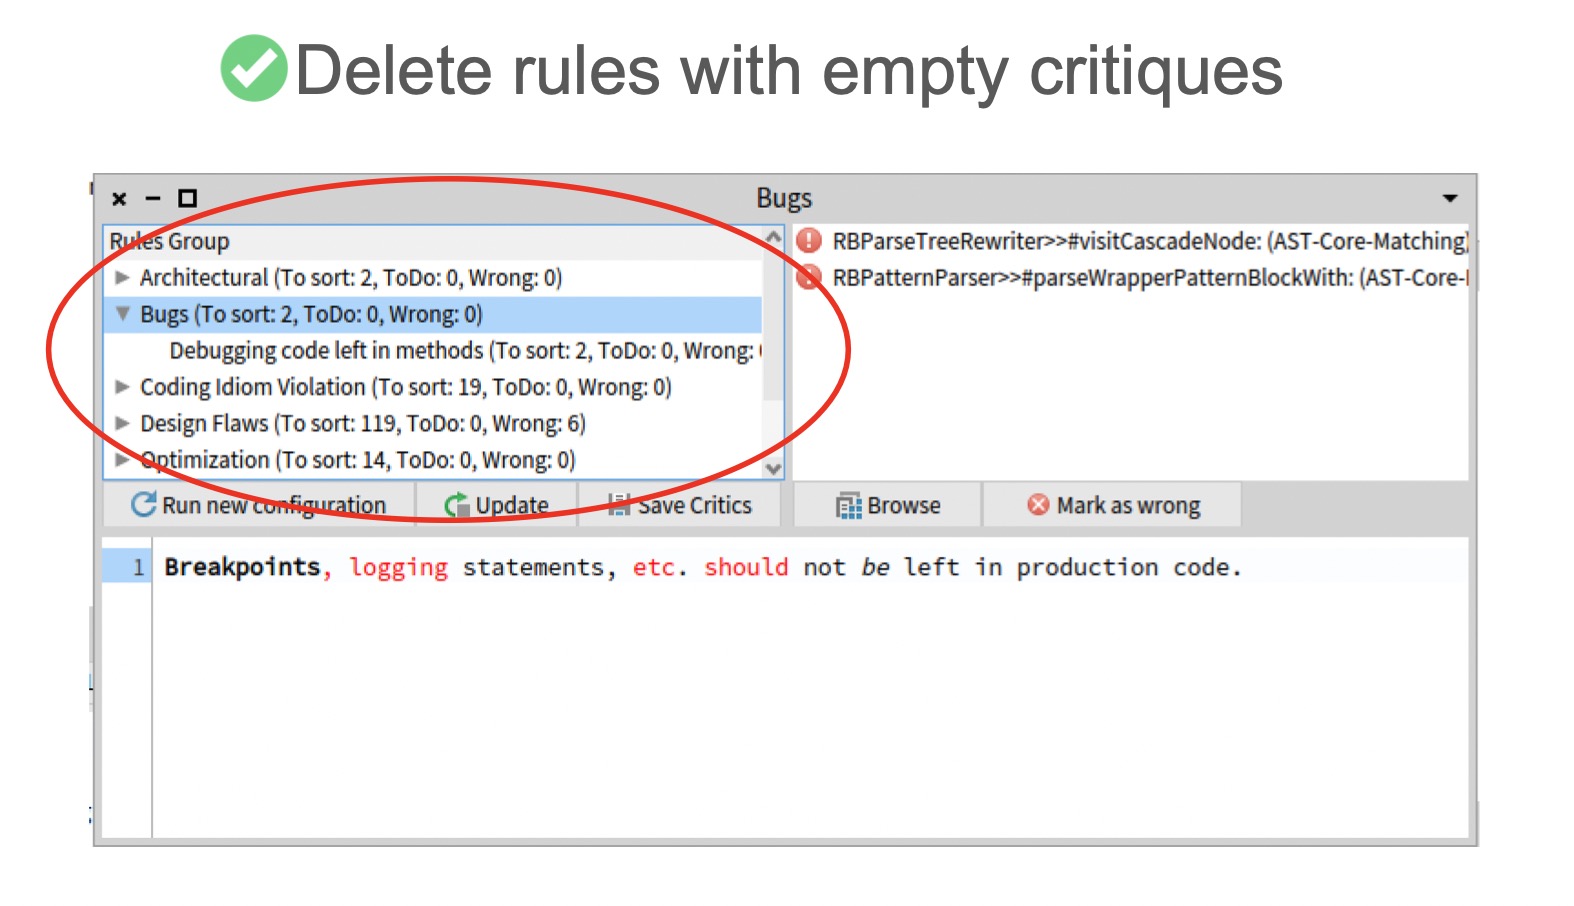 Delete rules with empty critiques
Bugs
Rules Group
Architectural (To sort: 2, ToDo: 0, Wrong: 0)
Bugs (To sort: 2, ToDo: 0, Wrong: 0)
Debugging code left in methods (To sort: 2, ToDo: 0, Wrong:
Coding Idiom Violation (To sort: 19, ToDo: 0, Wrong: 0)
Design Flaws (To sort: 119, ToDo: 0, Wrong: 6)
Optimization (To sort: 14, ToDo: 0, Wrong: 0)
RBParseTreeRewriter>>#visitCascadeNode: (AST-Core-Matching)
RBPatternParser>>#parseWrapperPatternBlockWith: (AST-Core-
Run new configuration
Update
Save Critics
Browse
Mark as wrong
1 Breakpoints, logging statements, etc. should not be left in production code.